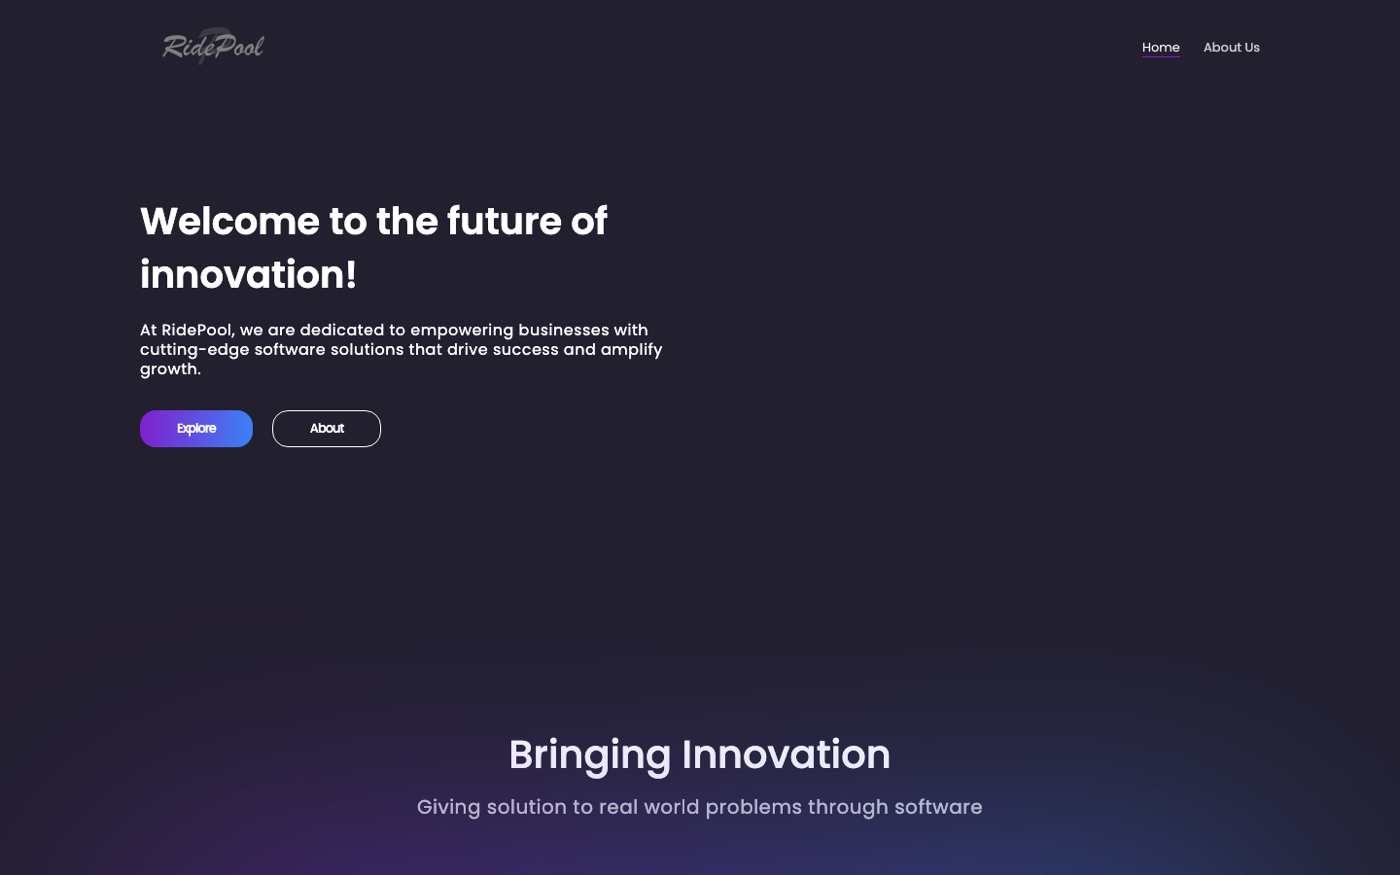 RidePool
Home
About Us
Welcome to the future of
innovation!
At RidePool, we are dedicated to empowering businesses with
cutting-edge software solutions that drive success and amplify
growth.
Explore
About
Bringing Innovation
Giving solution to real world problems through software